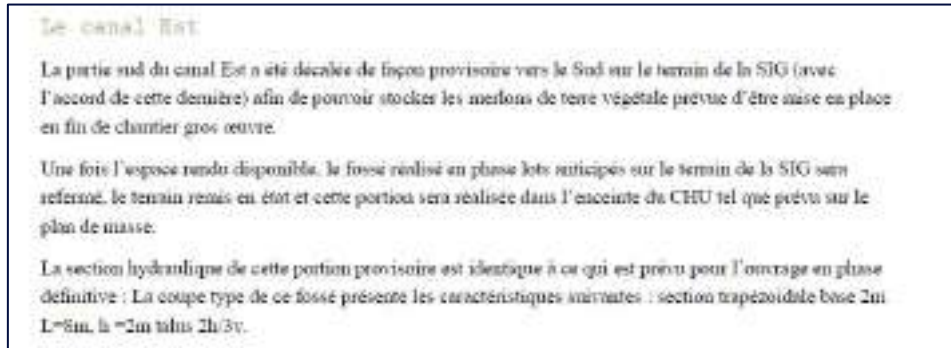 Le canal Est
La partie sud du canal Est a été décalée de façon provisoire vers le Sud sur le terrain de la SIG (avec
l'accord de cette dernière) afin de pouvoir stocker les merlons de terre végétale prévue d'être mise en place
en fin de chantier gros œuvre.
Une fois l'espace rendu disponible, le fossé réalisé en phase lots anticipés sur le terrain de la SIG sera
refermé, le terrain remis en état et cette portion sera réalisée dans l'enceinte du CHU tel que prévu sur le
plan de masse.
La section hydraulique de cette portion provisoire est identique à ce qui est prévu pour l'ouvrage en phase
définitive : La coupe type de ce fossé présente les caractéristiques suivantes : section trapézoïdale base 2m
L=8m, h =2m talus 2h/3v.